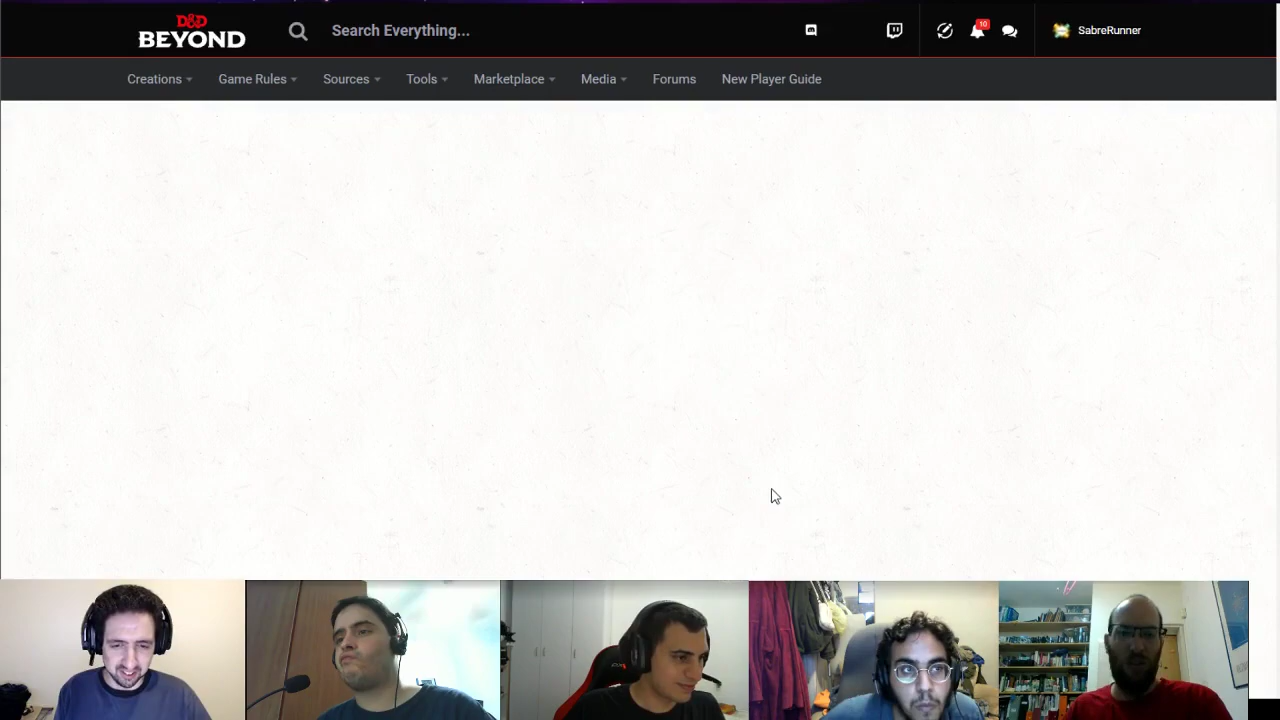 D&D
BEYOND
Search Everything...
10
SabreRunner
Creations
Game Rules
Sources
Tools
Marketplace
Media
Forums
New Player Guide